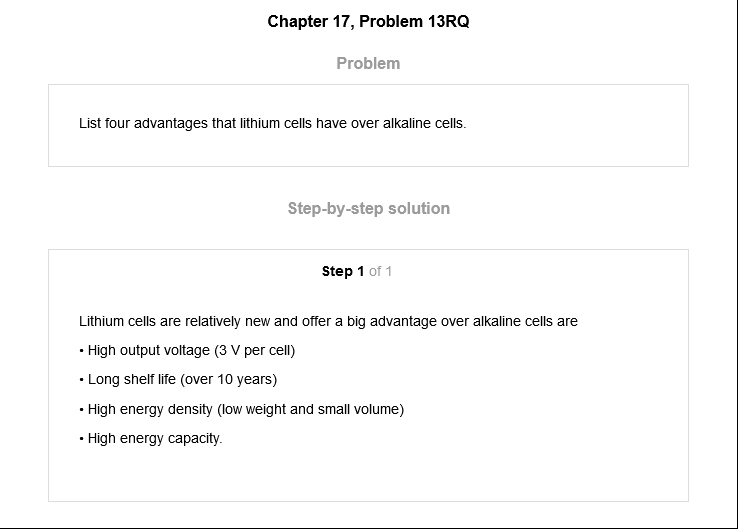 Chapter 17, Problem 13RQ
Problem
List four advantages that lithium cells have over alkaline cells.
Step-by-step solution
Step 1 of 1
Lithium cells are relatively new and offer a big advantage over alkaline cells are
• High output voltage (3 V per cell)
• Long shelf life (over 10 years)
• High energy density (low weight and small volume)
• High energy capacity.